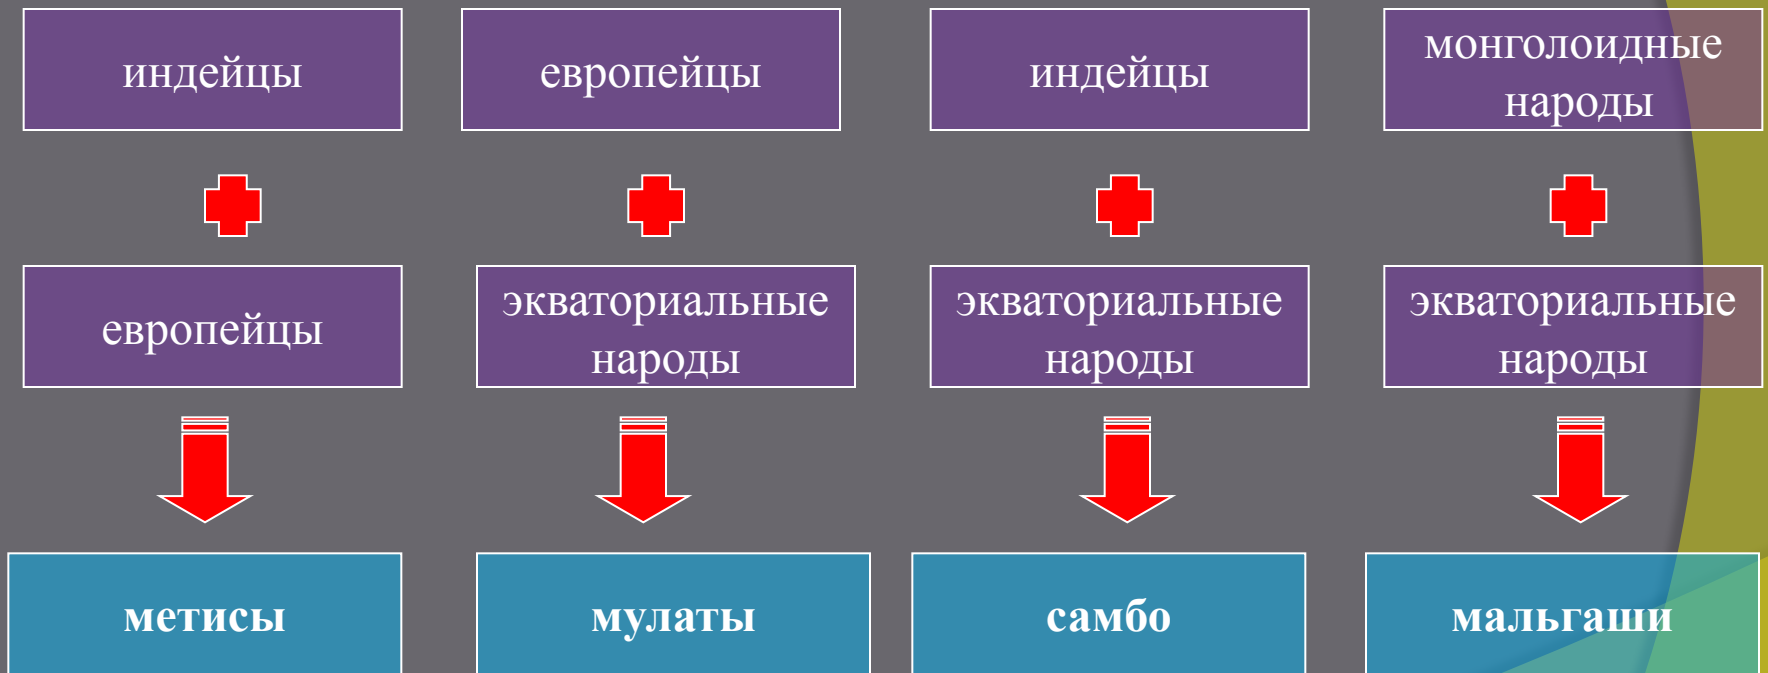 индейцы
европейцы
индейцы
монголоидные
народы
европейцы
экваториальные
народы
экваториальные
народы
экваториальные
народы
метисы
мулаты
самбо
мальгаши